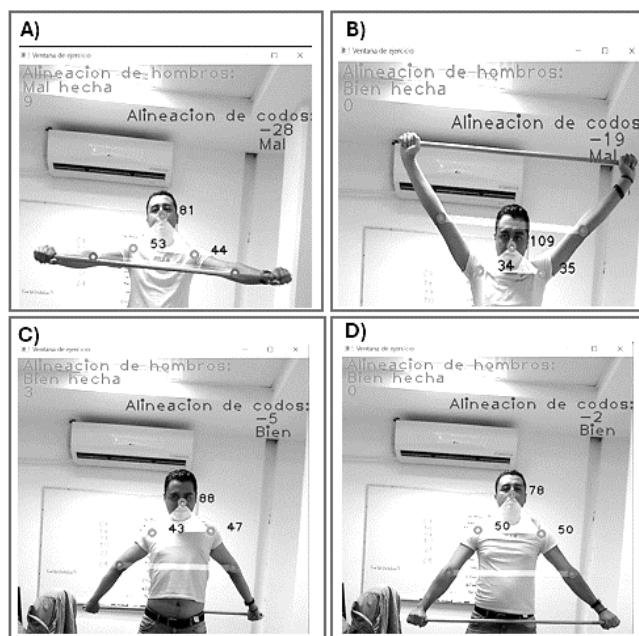 A)
Ventana de ejercicio
Alineacion de hombros:
Mal hecha
9
Alineacion de codos:
-28
Mal
81
53
44
B)
Ventana de ejercicio
Alineacion de hombros:
Bien hecha
0
Alineacion de codos:
-19
Mal
109
34
35
C)
Ventana de ejercicio
Alineacion de hombros:
Bien hecha
3
Alineacion de codos:
-5
Bien
88
43
47
D)
Ventana de ejercicio
Alineacion de hombros:
Bien hecha
0
Alineacion de codos:
-2
Bien
78
50
50